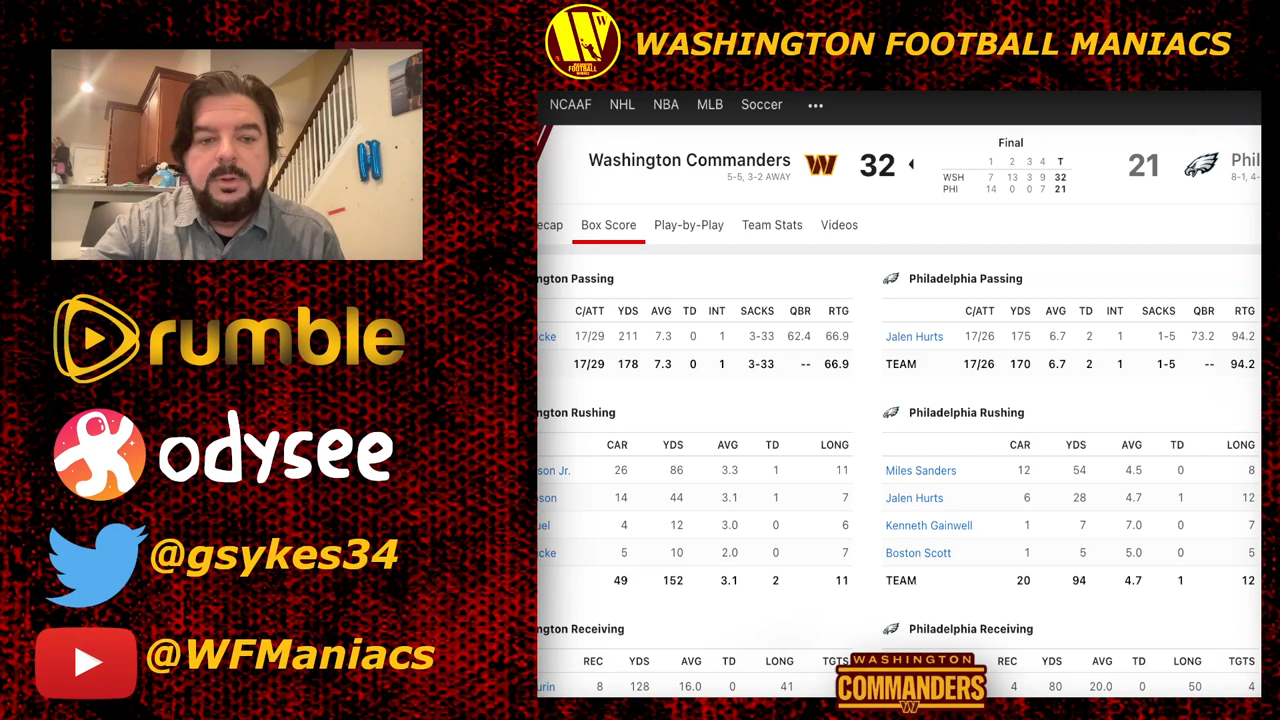 WASHINGTON FOOTBALL MANIACS
NCAAF NHL NBA MLB Soccer •••
Final
Washington Commanders 32 21 Phil
5-5, 3-2 AWAY 8-1, 4-
1 2 3 4 T
WSH 7 13 3 9 32
PHI 14 0 0 7 21
ecap Box Score Play-by-Play Team Stats Videos
ngton Passing
C/ATT YDS AVG TD INT SACKS QBR RTG
cke 17/29 211 7.3 0 1 3-33 62.4 66.9
17/29 178 7.3 0 1 3-33 -- 66.9
Philadelphia Passing
C/ATT YDS AVG TD INT SACKS QBR RTG
Jalen Hurts 17/26 175 6.7 2 1 1-5 73.2 94.2
TEAM 17/26 170 6.7 2 1 1-5 -- 94.2
ngton Rushing
CAR YDS AVG TD LONG
son Jr. 26 86 3.3 1 11
son 14 44 3.1 1 7
uel 4 12 3.0 0 6
cke 5 10 2.0 0 7
49 152 3.1 2 11
Philadelphia Rushing
CAR YDS AVG TD LONG
Miles Sanders 12 54 4.5 0 8
Jalen Hurts 6 28 4.7 1 12
Kenneth Gainwell 1 7 7.0 0 7
Boston Scott 1 5 5.0 0 5
TEAM 20 94 4.7 1 12
ngton Receiving
REC YDS AVG TD LONG TGTS
urin 8 128 16.0 0 41
Philadelphia Receiving
REC YDS AVG TD LONG TGTS
4 80 20.0 0 50 4
WASHINGTON
COMMANDERS
rumble
odysee
@gsykes34
@WFManiacs